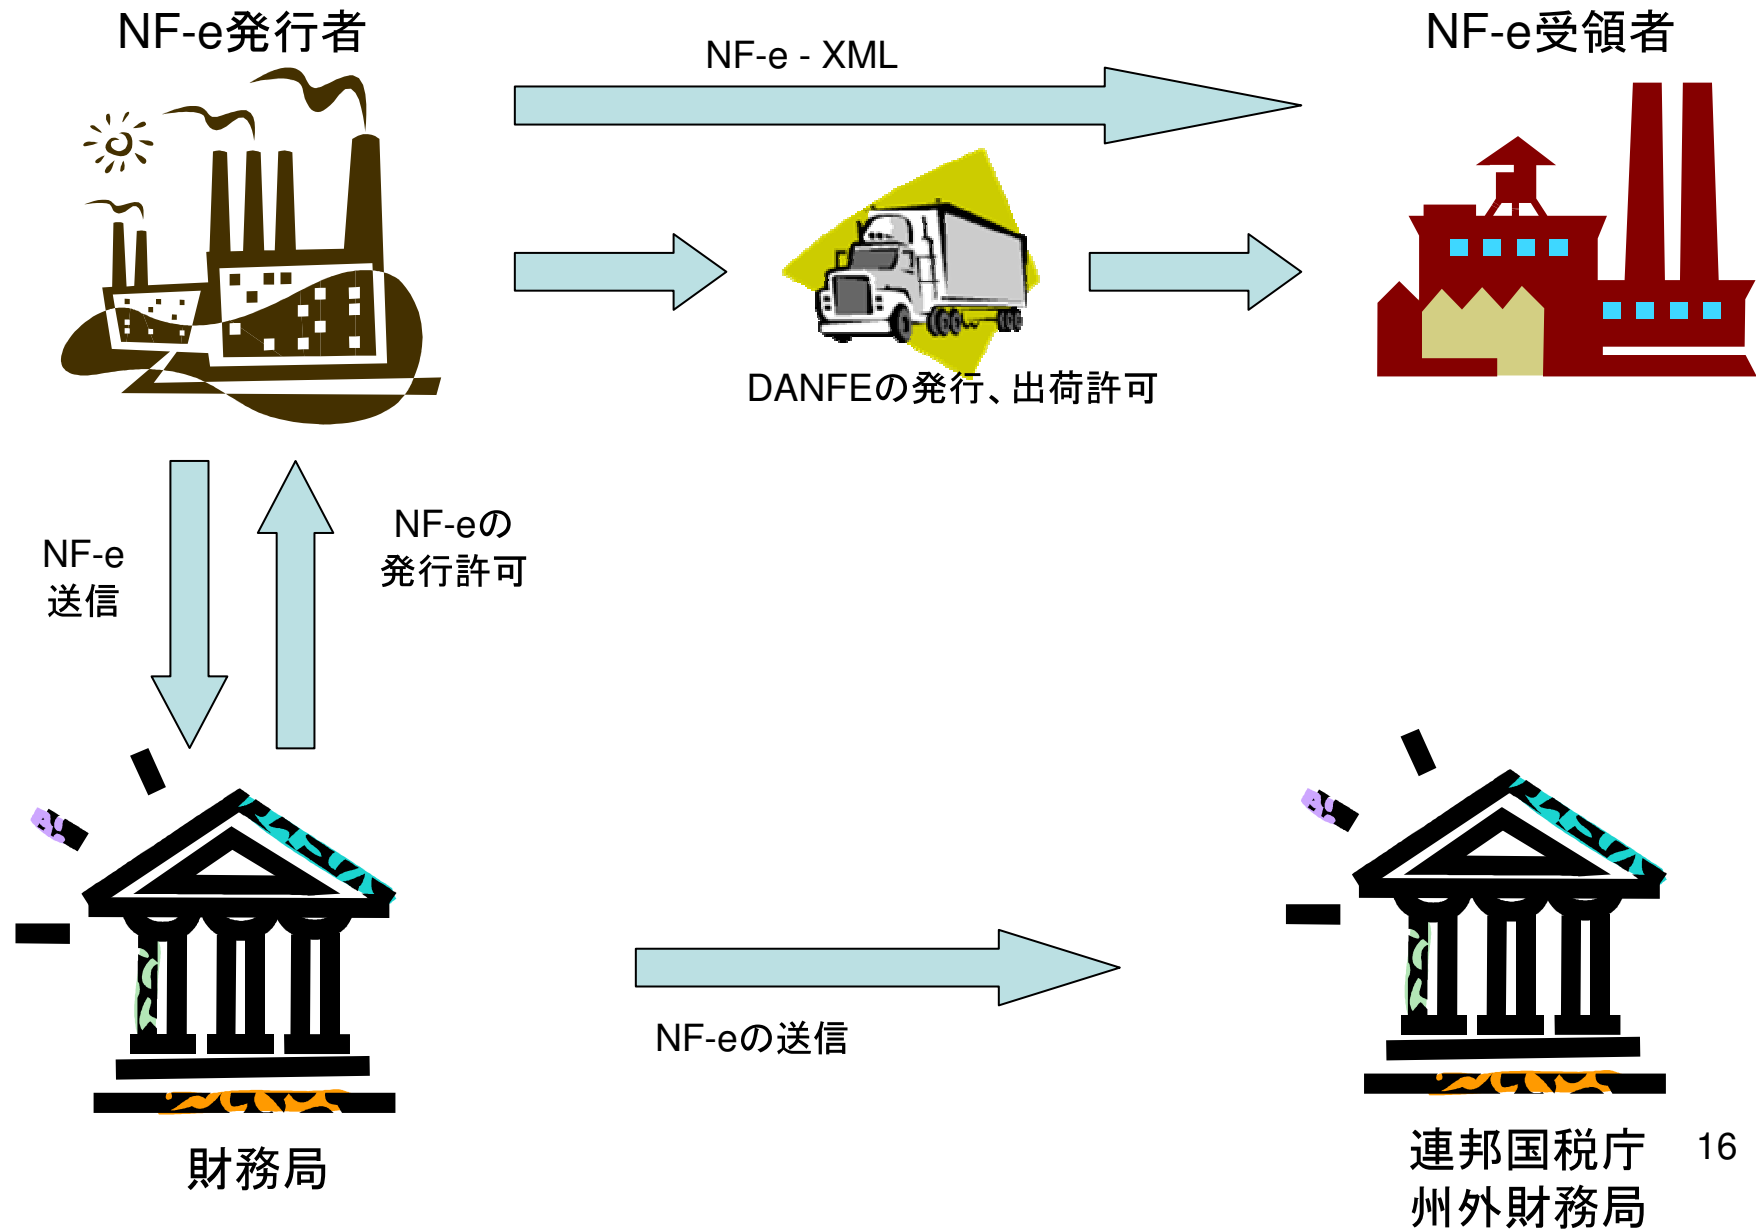 NF-e発行者
NF-e - XML
NF-e受領者
DANFEの発行、出荷許可
NF-e
送信
NF-eの
発行許可
NF-eの送信
財務局
連邦国税庁
州外財務局
16